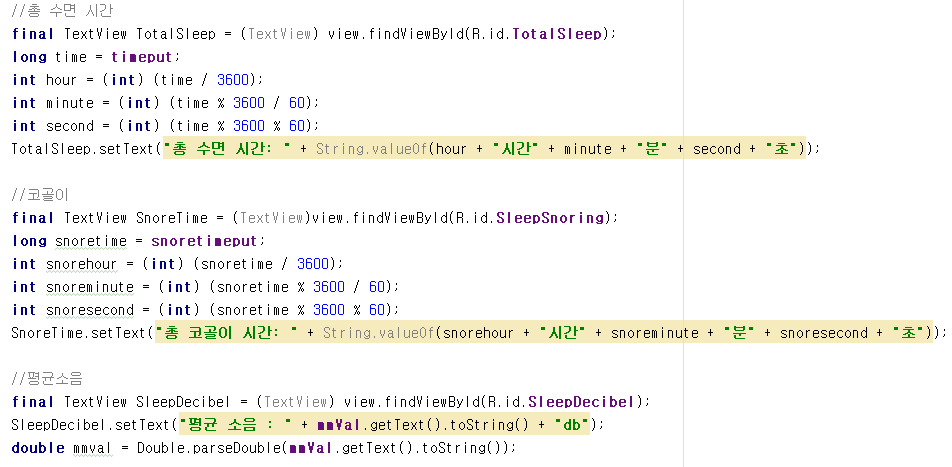 //총 수면 시간
final TextView TotalSleep = (TextView) view.findViewById(R.id.TotalSleep);
long time = timeput;
int hour = (int) (time / 3600);
int minute = (int) (time % 3600 / 60);
int second = (int) (time % 3600 % 60);
TotalSleep.setText("총 수면 시간: " + String.valueOf(hour + "시간" + minute + "분" + second + "초"));
//코골이
final TextView SnoreTime = (TextView)view.findViewById(R.id.SleepSnoring);
long snoretime = snoretimeput;
int snorehour = (int) (snoretime / 3600);
int snoreminute = (int) (snoretime % 3600 / 60);
int snoresecond = (int) (snoretime % 3600 % 60);
SnoreTime.setText("총 코골이 시간: " + String.valueOf(snorehour + "시간" + snoreminute + "분" + snoresecond + "초"));
//평균소음
final TextView SleepDecibel = (TextView) view.findViewById(R.id.SleepDecibel);
SleepDecibel.setText("평균 소음 : " + mmVal.getText().toString() + "db");
double mmval = Double.parseDouble(mmVal.getText().toString());